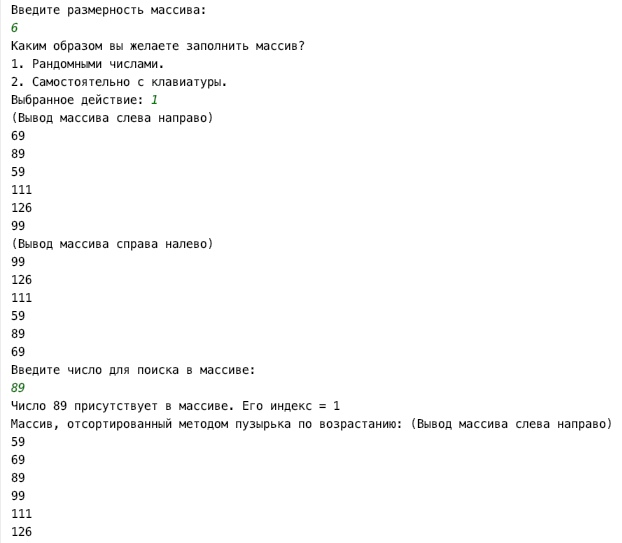 Введите размерность массива:
6
Каким образом вы желаете заполнить массив?
1. Рандомными числами.
2. Самостоятельно с клавиатуры.
Выбранное действие: 1
(Вывод массива слева направо)
69
89
59
111
126
99
(Вывод массива справа налево)
99
126
111
59
89
69
Введите число для поиска в массиве:
89
Число 89 присутствует в массиве. Его индекс = 1
Массив, отсортированный методом пузырька по возрастанию: (Вывод массива слева направо)
59
69
89
99
111
126